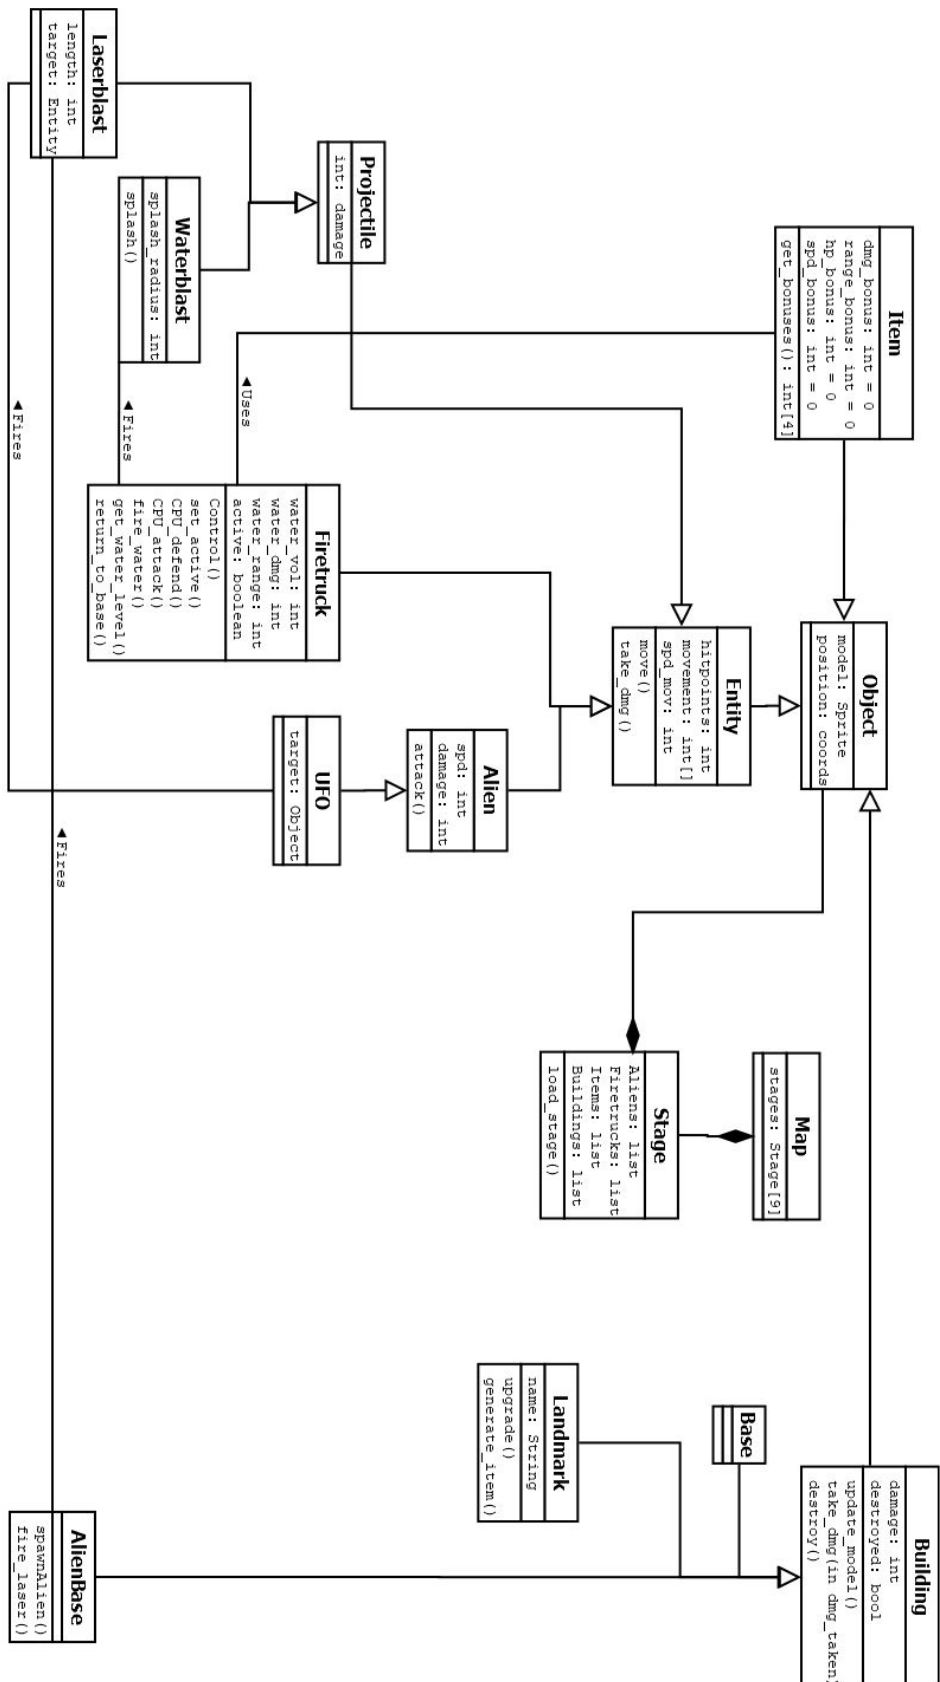 Item
dmg_bonus: int = 0
range_bonus: int = 0
hp_bonus: int = 0
spd_bonus: int = 0
get_bonuses(): int[4]
Object
model: Sprite
position: coords
Building
damage: int
destroyed: bool
update_model()
take_dmg(in dmg_taken:
destroy()
Map
stages: Stage[9]
Base
Projectile
int: damage
Entity
hitpoints: int
movement: int[]
spd_mov: int
move()
take_dmg()
Stage
Aliens: list
Firetrucks: list
Items: list
Buildings: list
load_stage()
Landmark
name: String
upgrade()
generate_item()
Alien
spd: int
damage: int
attack()
Laserblast
length: int
target: Entity
Waterblast
splash_radius: int
splash()
Firetruck
water_vol: int
water_dmg: int
water_range: int
active: boolean
Control()
set_active()
CPU_defend()
CPU_attack()
fire_water()
get_water_level()
return_to_base()
UFO
target: Object
AlienBase
spawnAlien()
fire_laser()
◄Uses
◄Fires
◄Fires
◄Fires